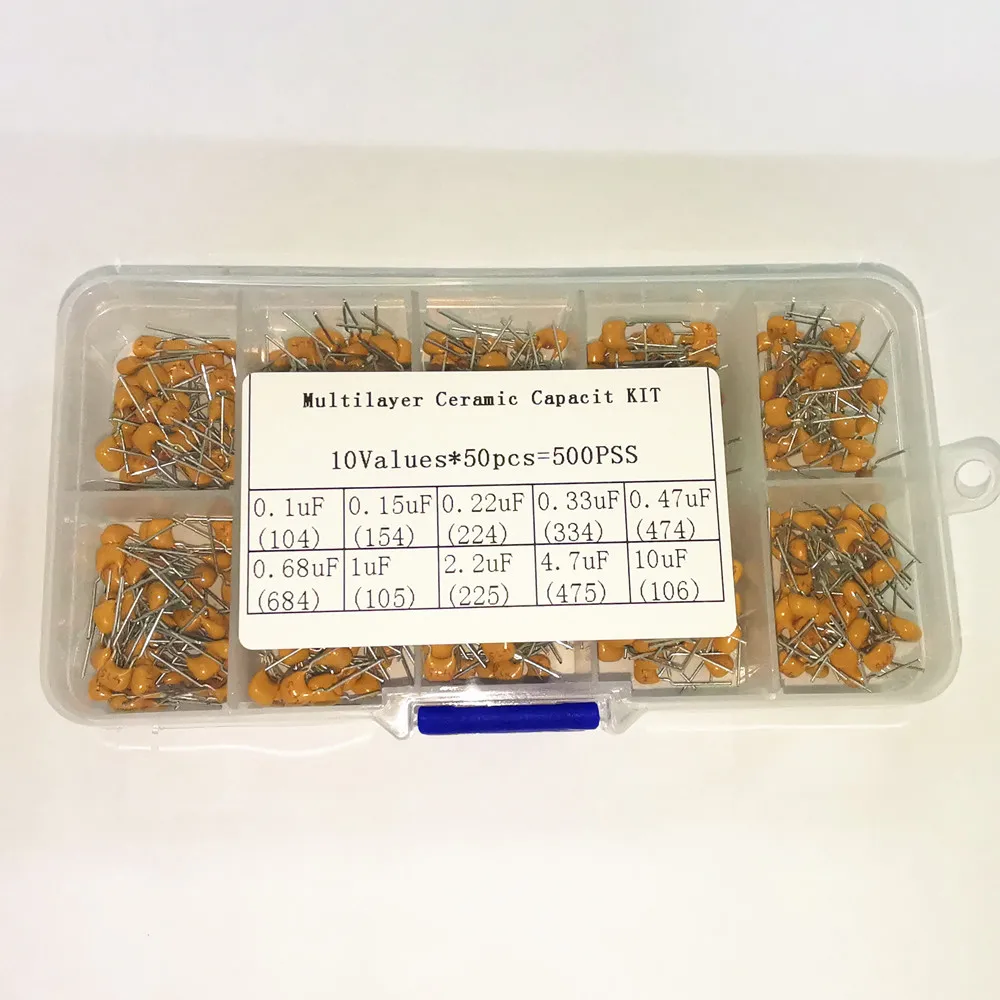 Multilayer Ceramic Capacit KIT
10Values*50pcs=500PSS
0.1uF 0.15uF 0.22uF 0.33uF 0.47uF
(104) (154) (224) (334) (474)
0.68uF 1uF 2.2uF 4.7uF 10uF
(684) (105) (225) (475) (106)